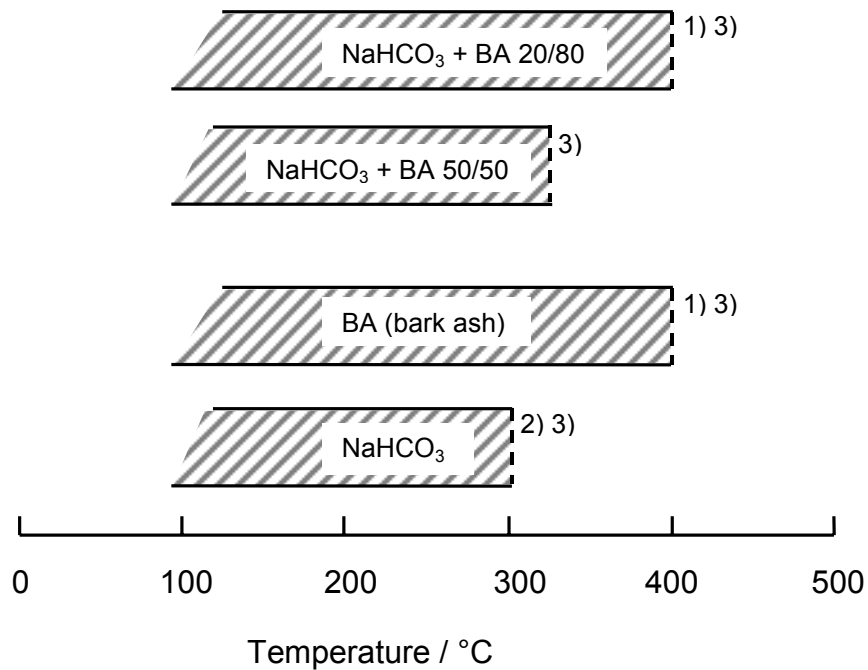 1) 3)
NaHCO₃ + BA 20/80
3)
NaHCO₃ + BA 50/50
1) 3)
BA (bark ash)
2) 3)
NaHCO₃
0 100 200 300 400 500
Temperature / °C